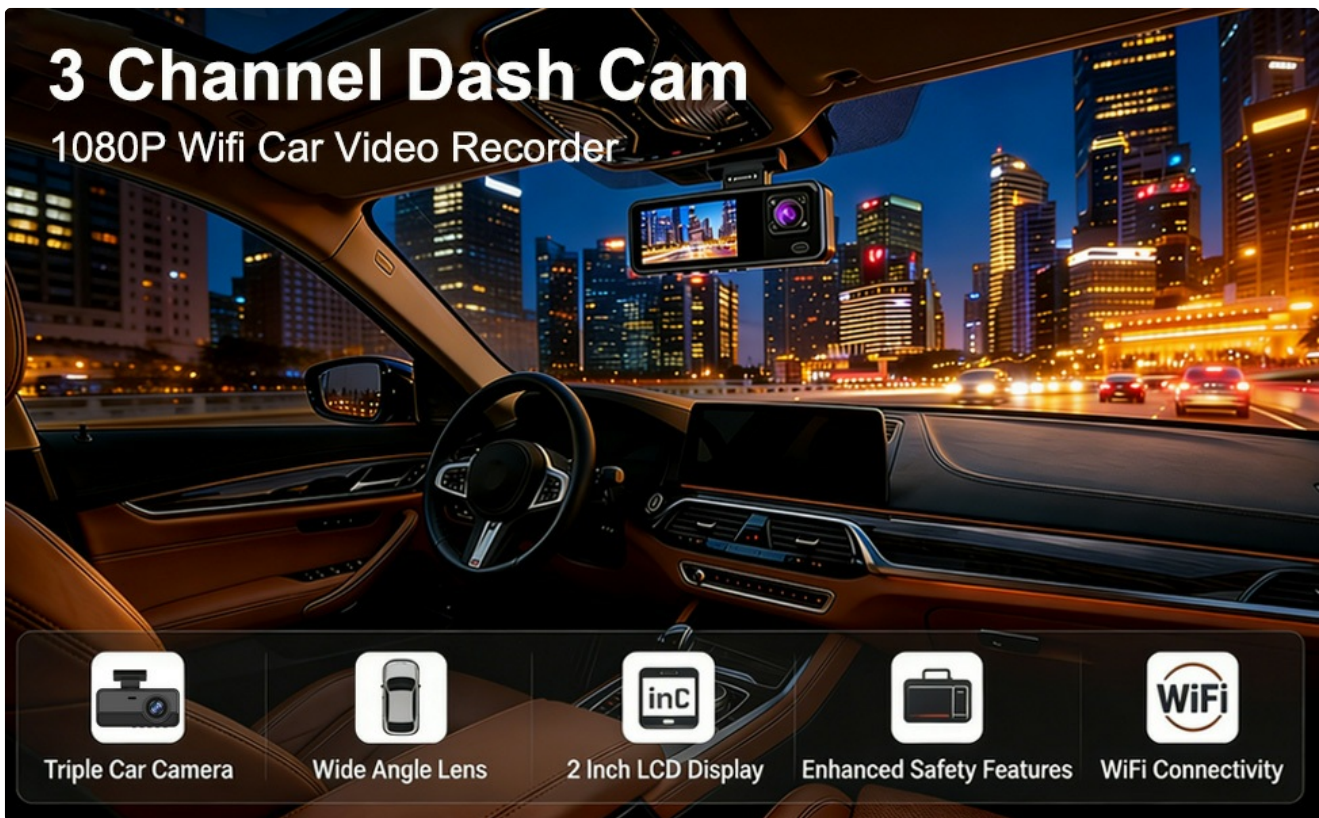 3 Channel Dash Cam
1080P Wifi Car Video Recorder
inC
WiFi
Triple Car Camera
Wide Angle Lens
2 Inch LCD Display
Enhanced Safety Features
WiFi Connectivity